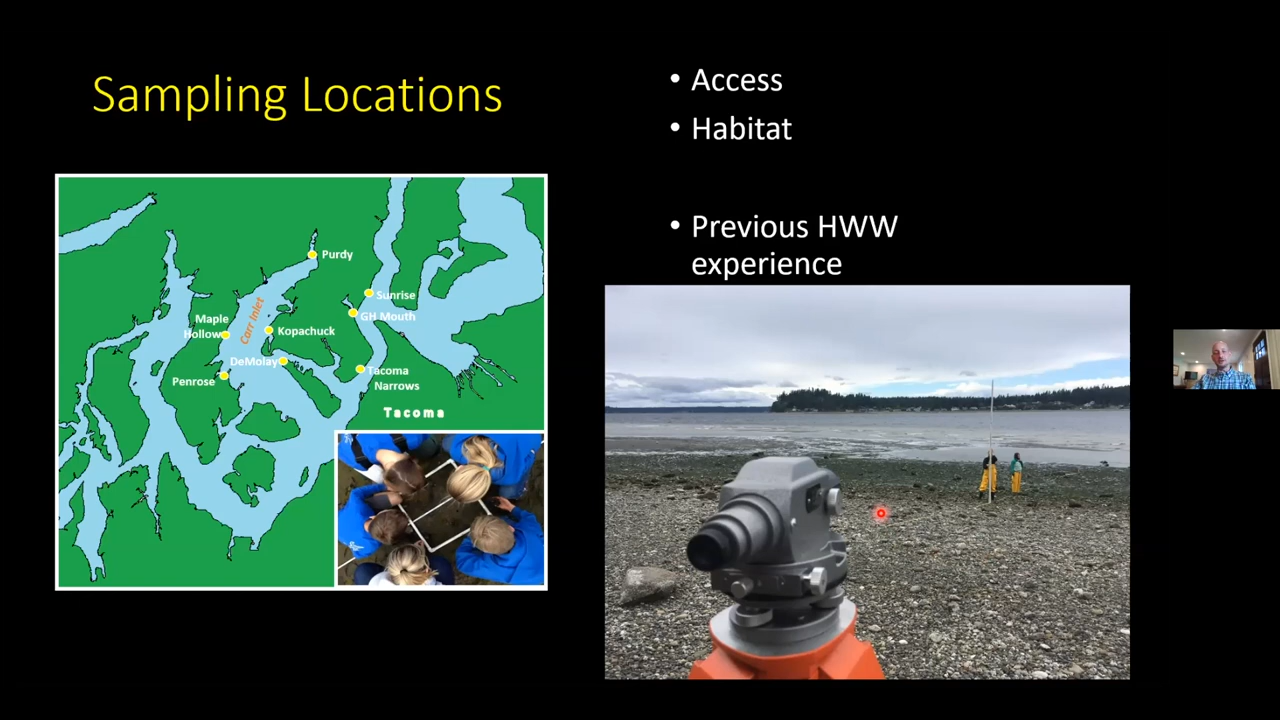 Sampling Locations
• Access
• Habitat
• Previous HWW
experience
Purdy
Sunrise
GH Mouth
Maple
Hollow
Carr Inlet
Kopachuck
DeMolay
Penrose
Tacoma
Narrows
Tacoma